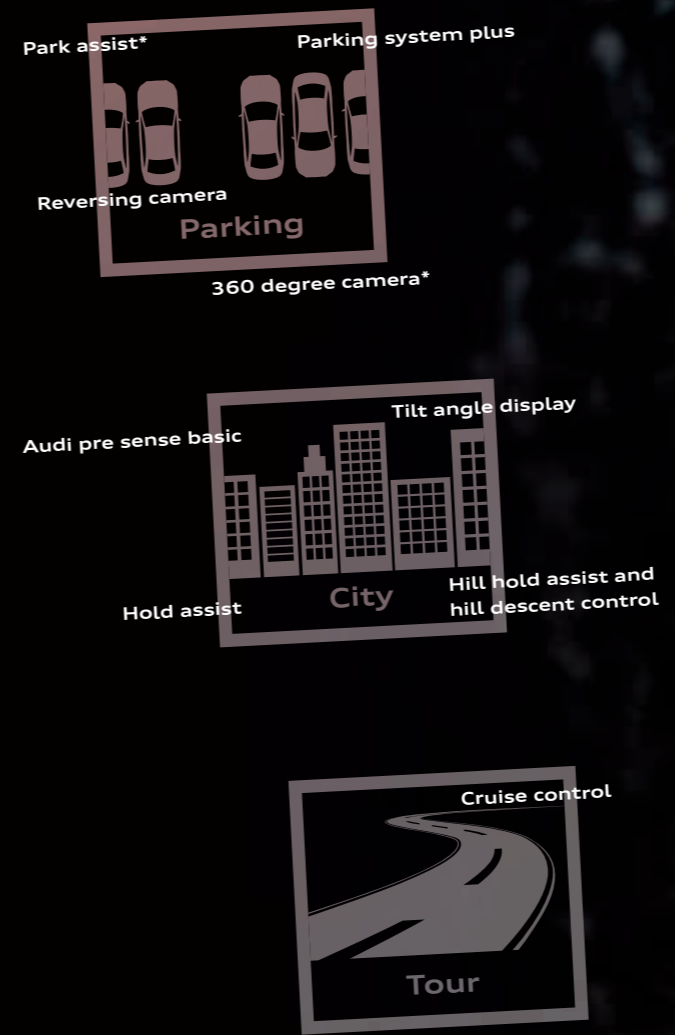 Park assist*
Parking system plus
Reversing camera
Parking
360 degree camera*
Tilt angle display
Audi pre sense basic
City
Hill hold assist and
hill descent control
Hold assist
Cruise control
Tour